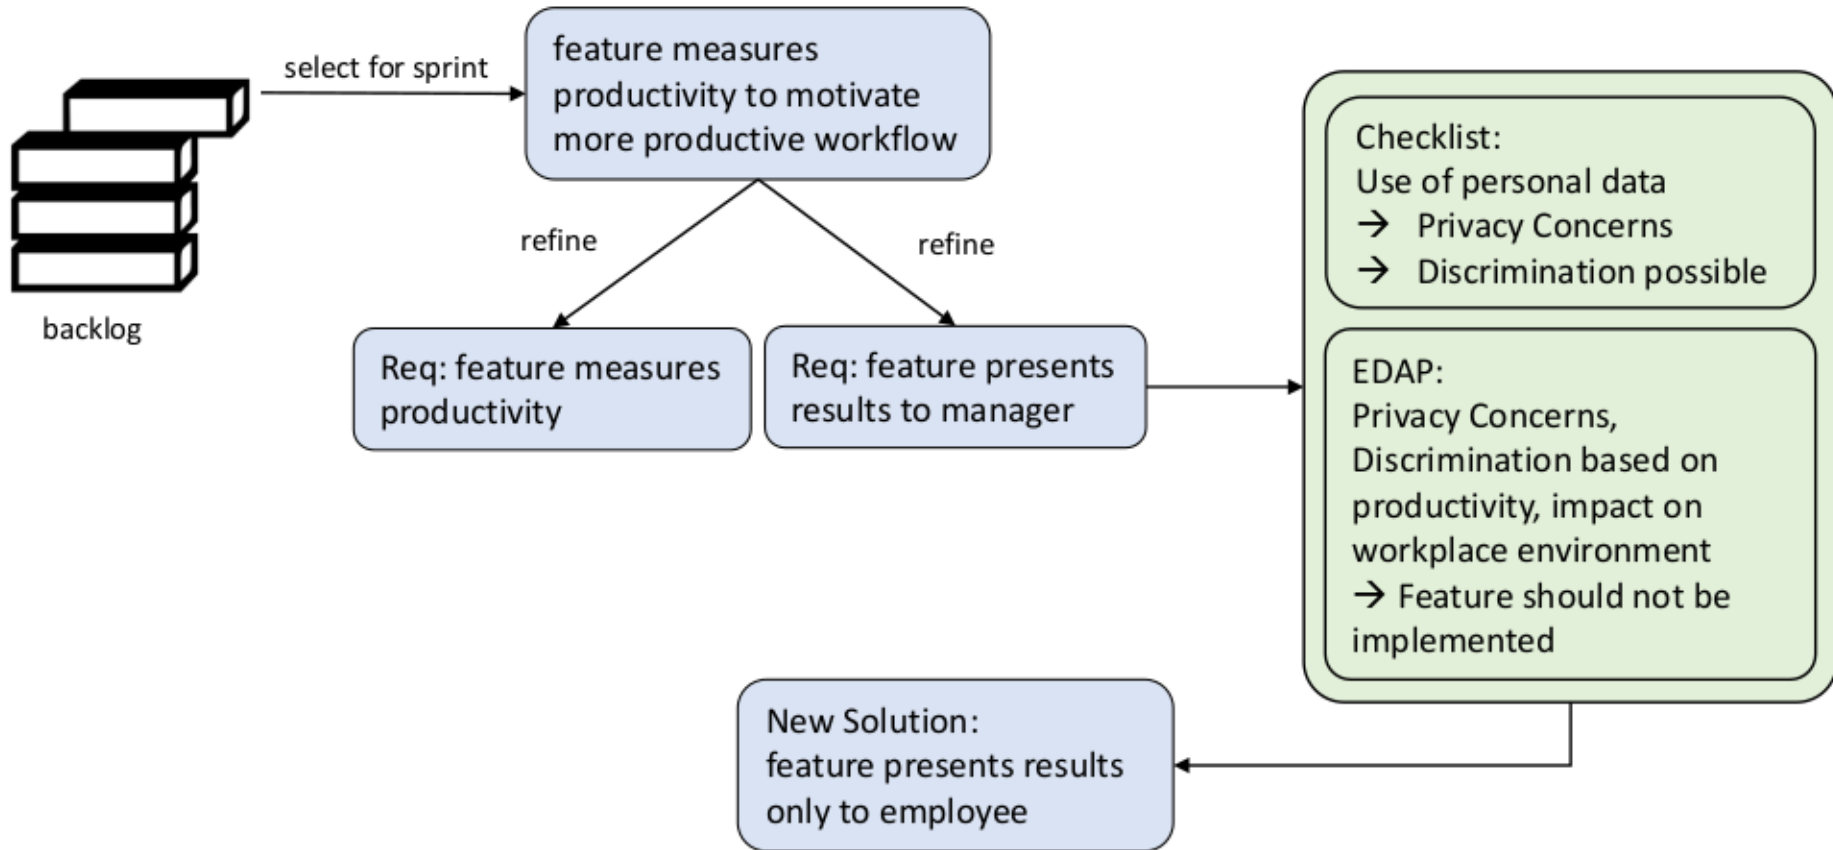 select for sprint
backlog
feature measures
productivity to motivate
more productive workflow
refine
refine
Req: feature measures
productivity
Req: feature presents
results to manager
Checklist:
Use of personal data
→ Privacy Concerns
→ Discrimination possible
EDAP:
Privacy Concerns,
Discrimination based on
productivity, impact on
workplace environment
→ Feature should not be
implemented
New Solution:
feature presents results
only to employee